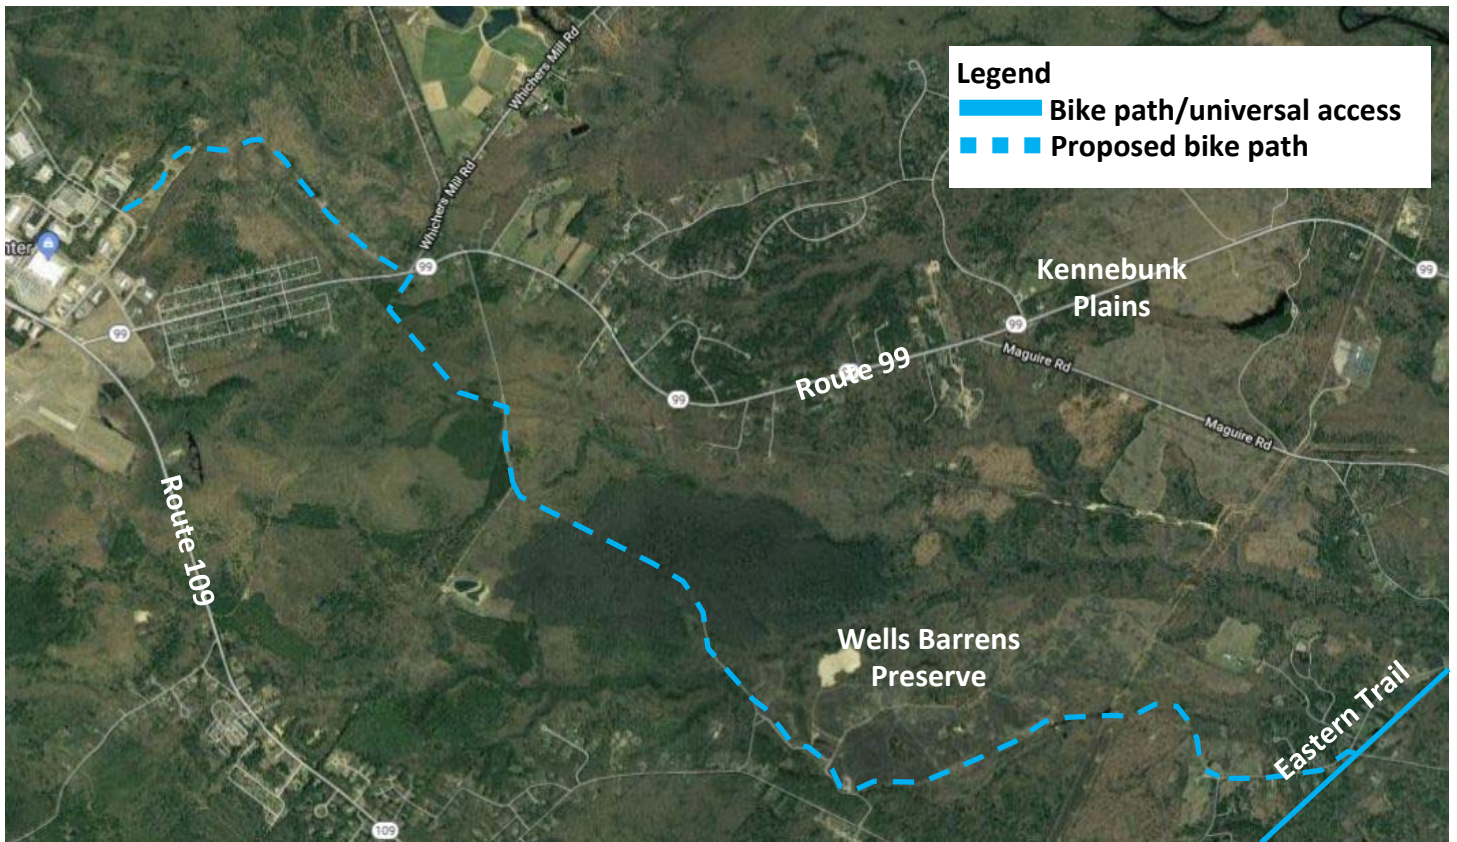 Legend
Bike path/universal access
Proposed bike path
Whichers Mill Rd
Whichers Mill Rd
nter
99
99
99
99
99
Kennebunk
Plains
Maguire Rd
Maguire Rd
Route 99
Route 109
Wells Barrens
Preserve
Eastern Trail
109